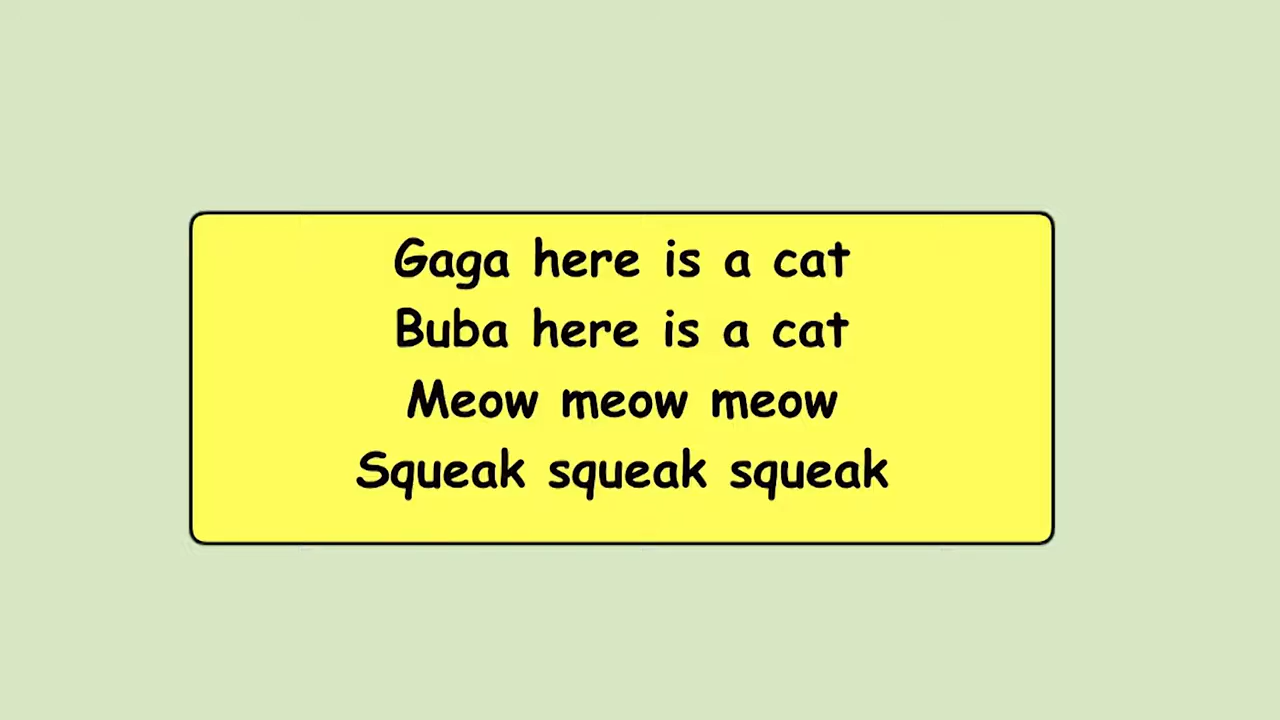 Gaga here is a cat
Buba here is a cat
Meow meow meow
Squeak squeak squeak